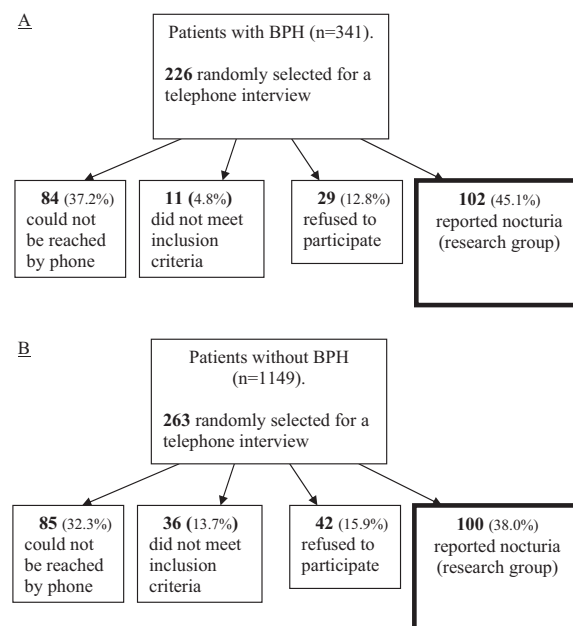 A
Patients with BPH (n=341).
226 randomly selected for a
telephone interview
84 (37.2%)
could not
be reached
by phone
11 (4.8%)
did not meet
inclusion
criteria
29 (12.8%)
refused to
participate
102 (45.1%)
reported nocturia
(research group)
B
Patients without BPH
(n=1149).
263 randomly selected for a
telephone interview
85 (32.3%)
could not
be reached
by phone
36 (13.7%)
did not meet
inclusion
criteria
42 (15.9%)
refused to
participate
100 (38.0%)
reported nocturia
(research group)